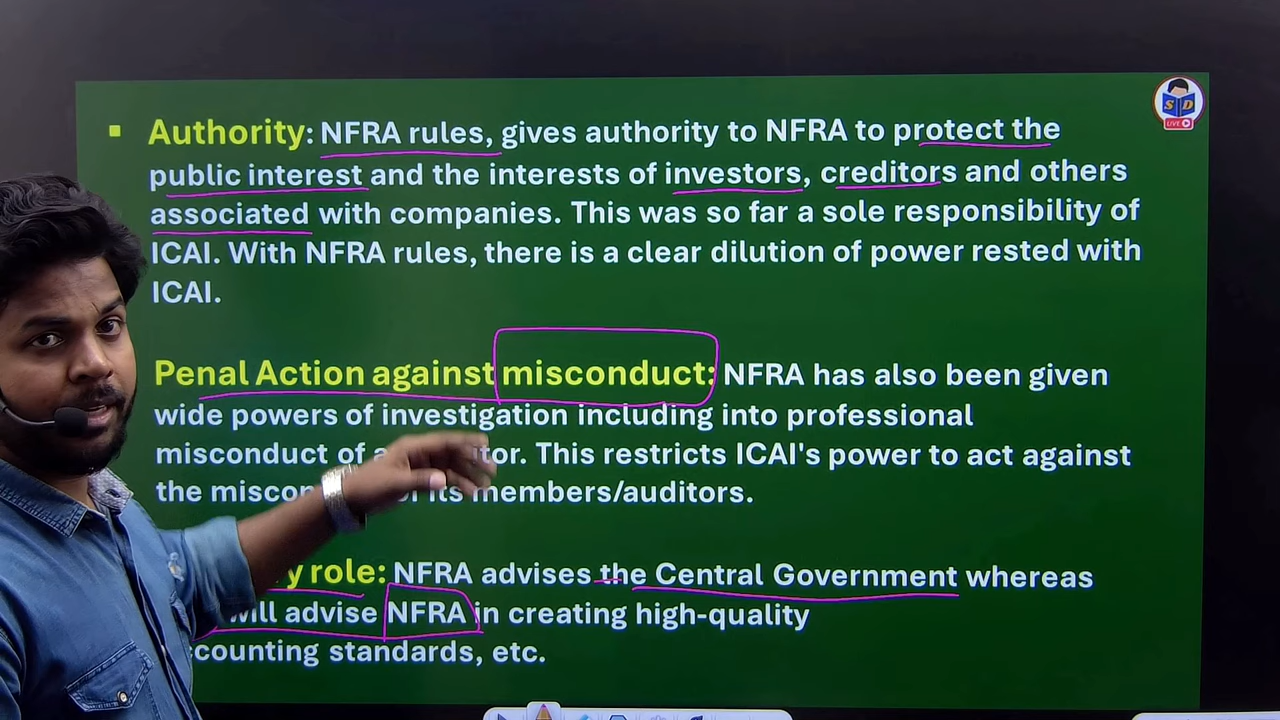 Authority: NFRA rules, gives authority to NFRA to protect the
public interest and the interests of investors, creditors and others
associated with companies. This was so far a sole responsibility of
ICAI. With NFRA rules, there is a clear dilution of power rested with
ICAI.
Penal Action against misconduct: NFRA has also been given
wide powers of investigation including into professional
misconduct of This restricts ICAI's power to act against
the its members/auditors.
role: NFRA advises the Central Government whereas
will advise NFRA in creating high-quality
accounting standards, etc.
S D
LIVE